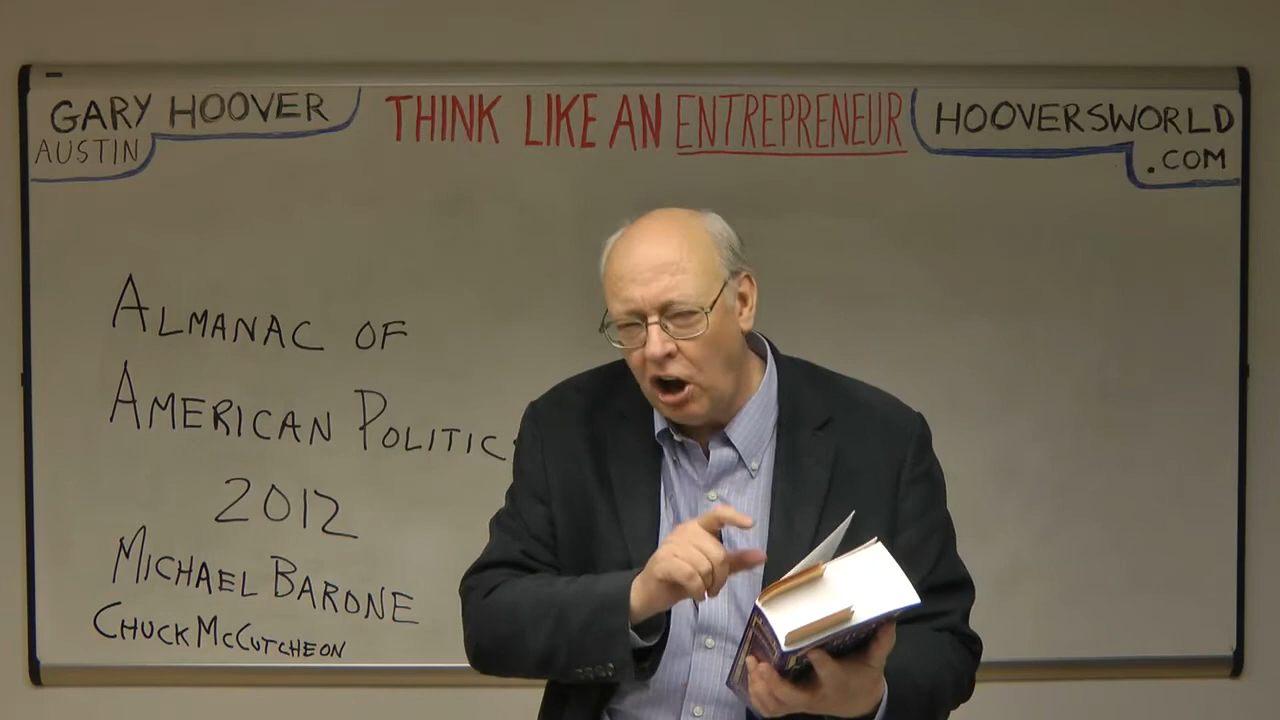 GARY HOOVER
AUSTIN
THINK LIKE AN ENTREPRENEUR
HOOVERSWORLD
.COM
ALMANAC OF
AMERICAN POLITIC
2012
MICHAEL BARONE
CHUCK MCCUTCHEON